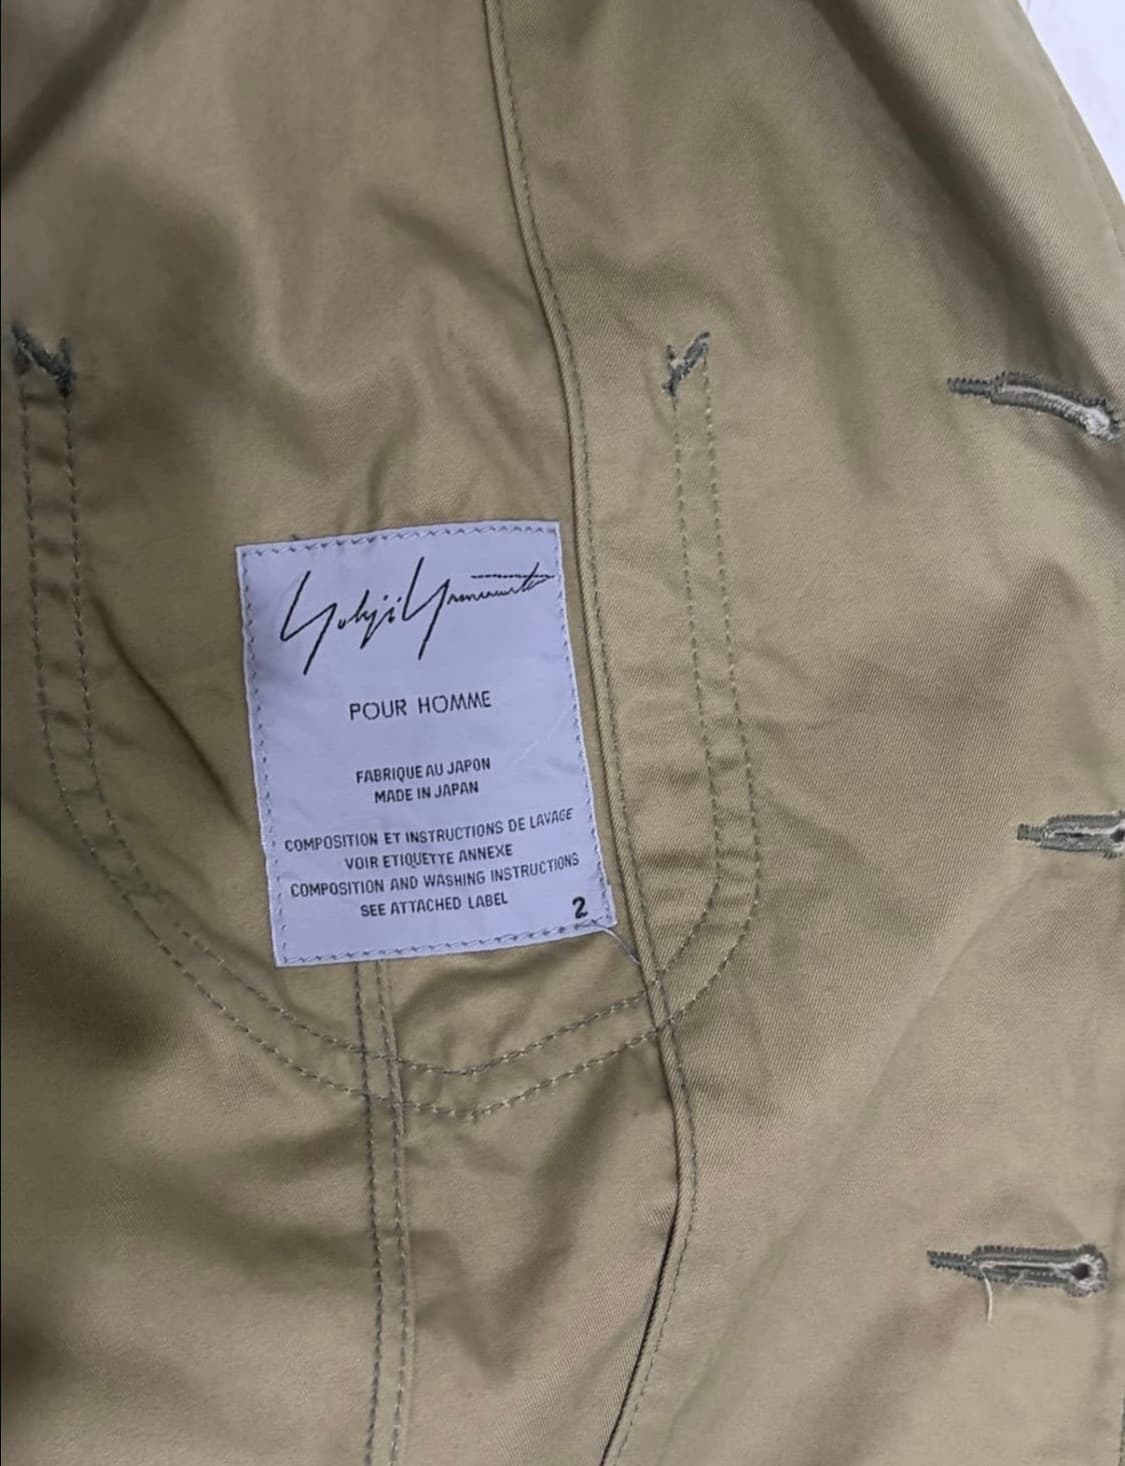 Yohji Yamamoto
POUR HOMME
FABRIQUE AU JAPON
MADE IN JAPAN
COMPOSITION ET INSTRUCTIONS DE LAVAGE
VOIR ETIQUETTE ANNEXE
COMPOSITION AND WASHING INSTRUCTIONS
SEE ATTACHED LABEL
2